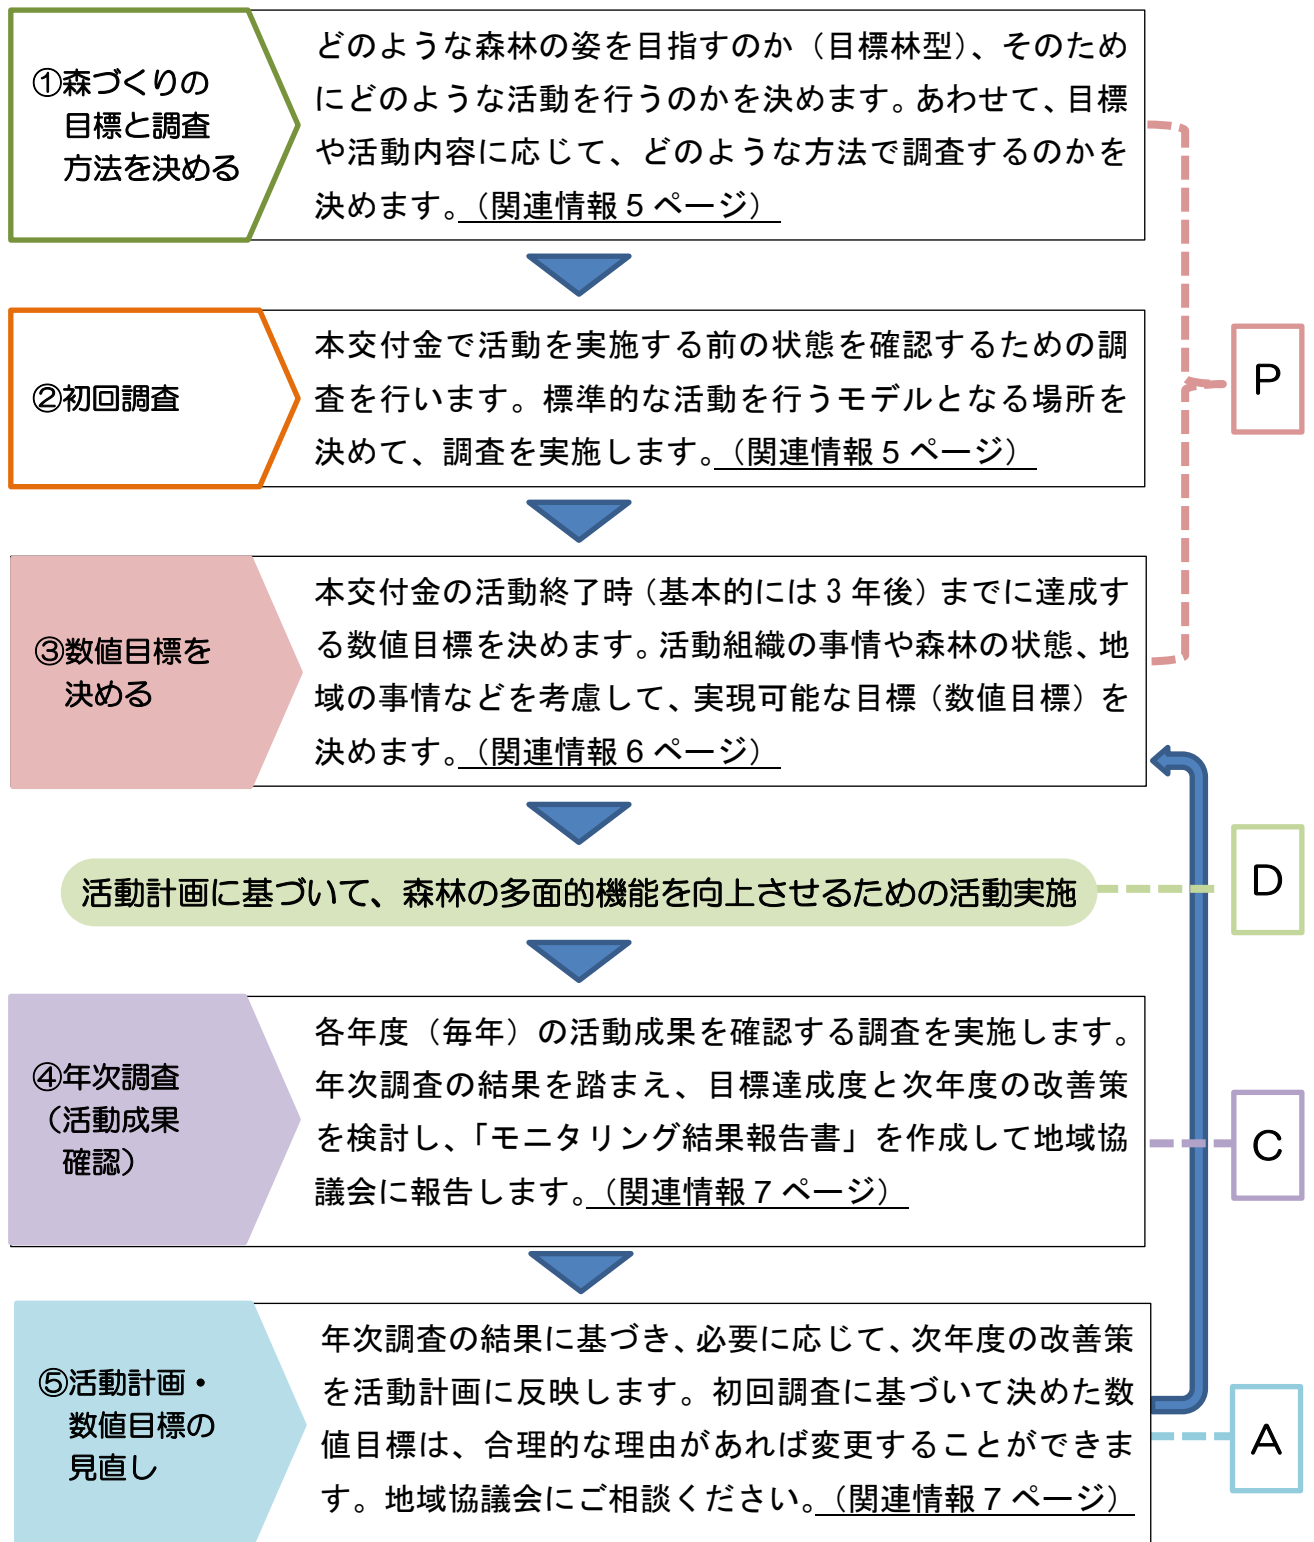 ①森づくりの
目標と調査
方法を決める
どのような森林の姿を目指すのか（目標林型）、そのため
にどのような活動を行うのかを決めます。あわせて、目標
や活動内容に応じて、どのような方法で調査するのかを
決めます。（関連情報５ページ）
②初回調査
本交付金で活動を実施する前の状態を確認するための調
査を行います。標準的な活動を行うモデルとなる場所を
決めて、調査を実施します。（関連情報５ページ）
P
③数値目標を
決める
本交付金の活動終了時（基本的には３年後）までに達成す
る数値目標を決めます。活動組織の事情や森林の状態、地
域の事情などを考慮して、実現可能な目標（数値目標）を
決めます。（関連情報６ページ）
活動計画に基づいて、森林の多面的機能を向上させるための活動実施
D
④年次調査
（活動成果
確認）
各年度（毎年）の活動成果を確認する調査を実施します。
年次調査の結果を踏まえ、目標達成度と次年度の改善策
を検討し、「モニタリング結果報告書」を作成して地域協
議会に報告します。（関連情報７ページ）
C
⑤活動計画・
数値目標の
見直し
年次調査の結果に基づき、必要に応じて、次年度の改善策
を活動計画に反映します。初回調査に基づいて決めた数
値目標は、合理的な理由があれば変更することができま
す。地域協議会にご相談ください。（関連情報７ページ）
A